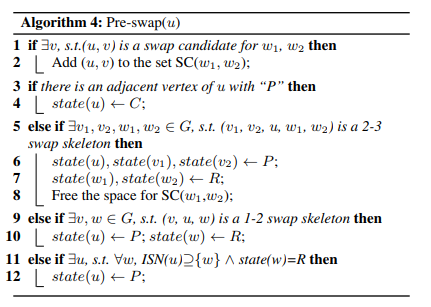 Algorithm 4: Pre-swap(u)
1 if ∃v, s.t.(u, v) is a swap candidate for w₁, w₂ then
2 Add (u, v) to the set SC(w₁, w₂);
3 if there is an adjacent vertex of u with “P” then
4 state(u) ← C;
5 else if ∃v₁, v₂, w₁, w₂ ∈ G, s.t. (v₁, v₂, u, w₁, w₂) is a 2-3
swap skeleton then
6 state(u), state(v₁), state(v₂) ← P;
7 state(w₁), state(w₂) ← R;
8 Free the space for SC(w₁,w₂);
9 else if ∃v, w ∈ G, s.t. (v, u, w) is a 1-2 swap skeleton then
10 state(u) ← P; state(w) ← R;
11 else if ∃u, s.t. ∀w, ISN(u)⊇{w} ∧ state(w)=R then
12 state(u) ← P;